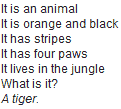 It is an animal
It is orange and black
It has stripes
It has four paws
It lives in the jungle
What is it?
A tiger.